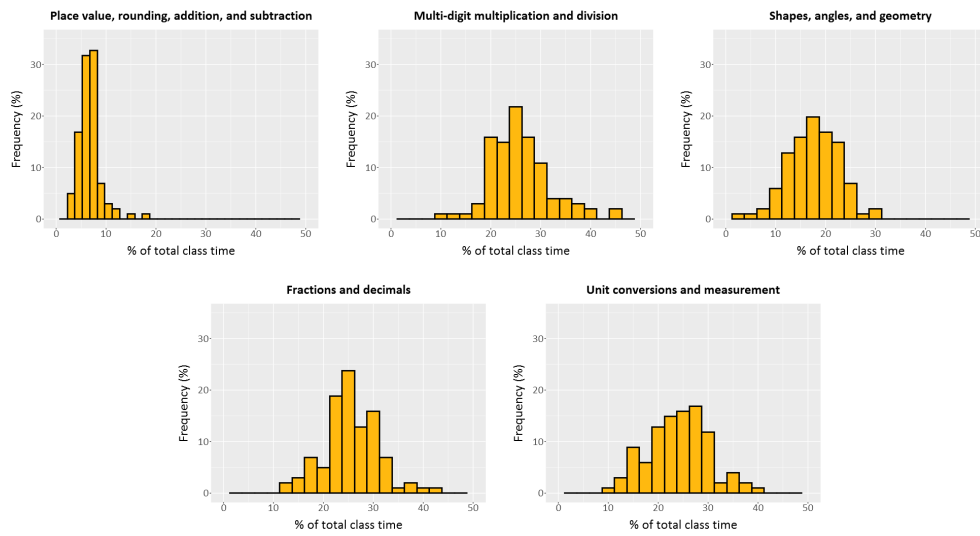 Place value, rounding, addition, and subtraction
Frequency (%)
30
20
10
0
0 10 20 30 40 50
% of total class time
Multi-digit multiplication and division
Frequency (%)
30
20
10
0
0 10 20 30 40 50
% of total class time
Shapes, angles, and geometry
Frequency (%)
30
20
10
0
0 10 20 30 40 50
% of total class time
Fractions and decimals
Frequency (%)
30
20
10
0
0 10 20 30 40 50
% of total class time
Unit conversions and measurement
Frequency (%)
30
20
10
0
0 10 20 30 40 50
% of total class time